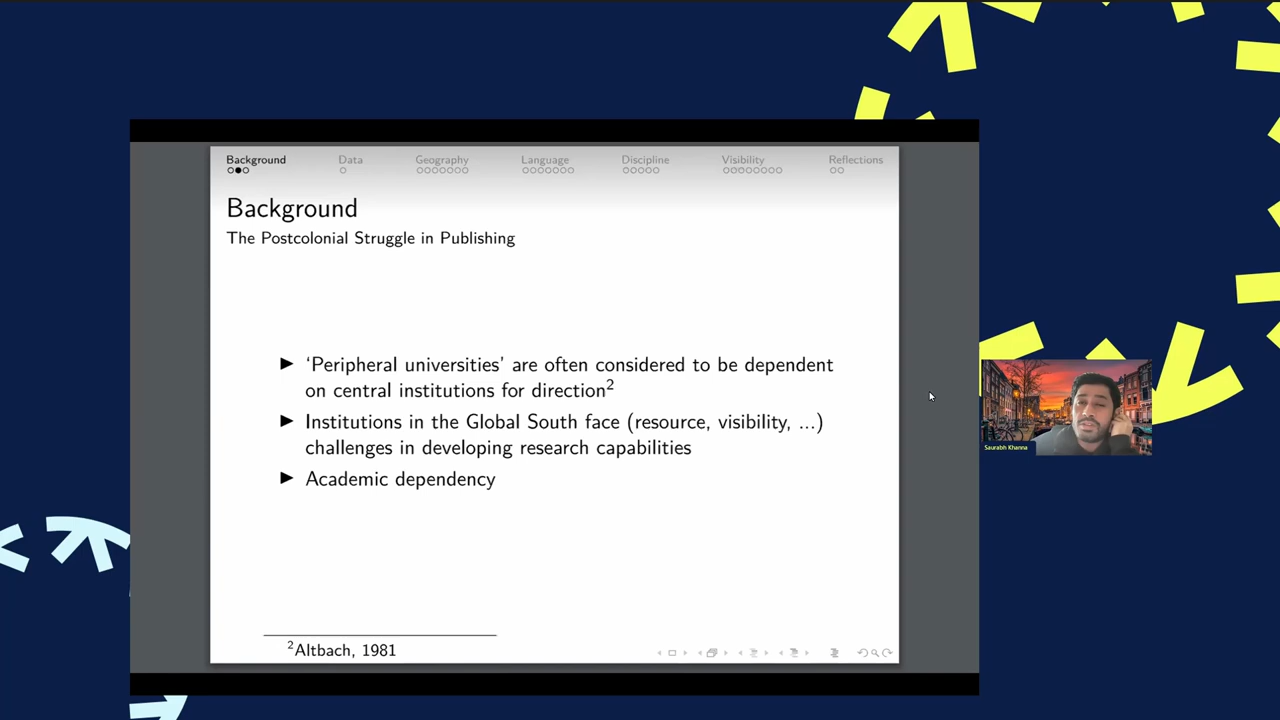 Background
Data
Geography
Language
Discipline
Visibility
Reflections
Background
The Postcolonial Struggle in Publishing
‘Peripheral universities’ are often considered to be dependent
on central institutions for direction²
Institutions in the Global South face (resource, visibility, ...)
challenges in developing research capabilities
Academic dependency
Saurabh Khanna
²Altbach, 1981